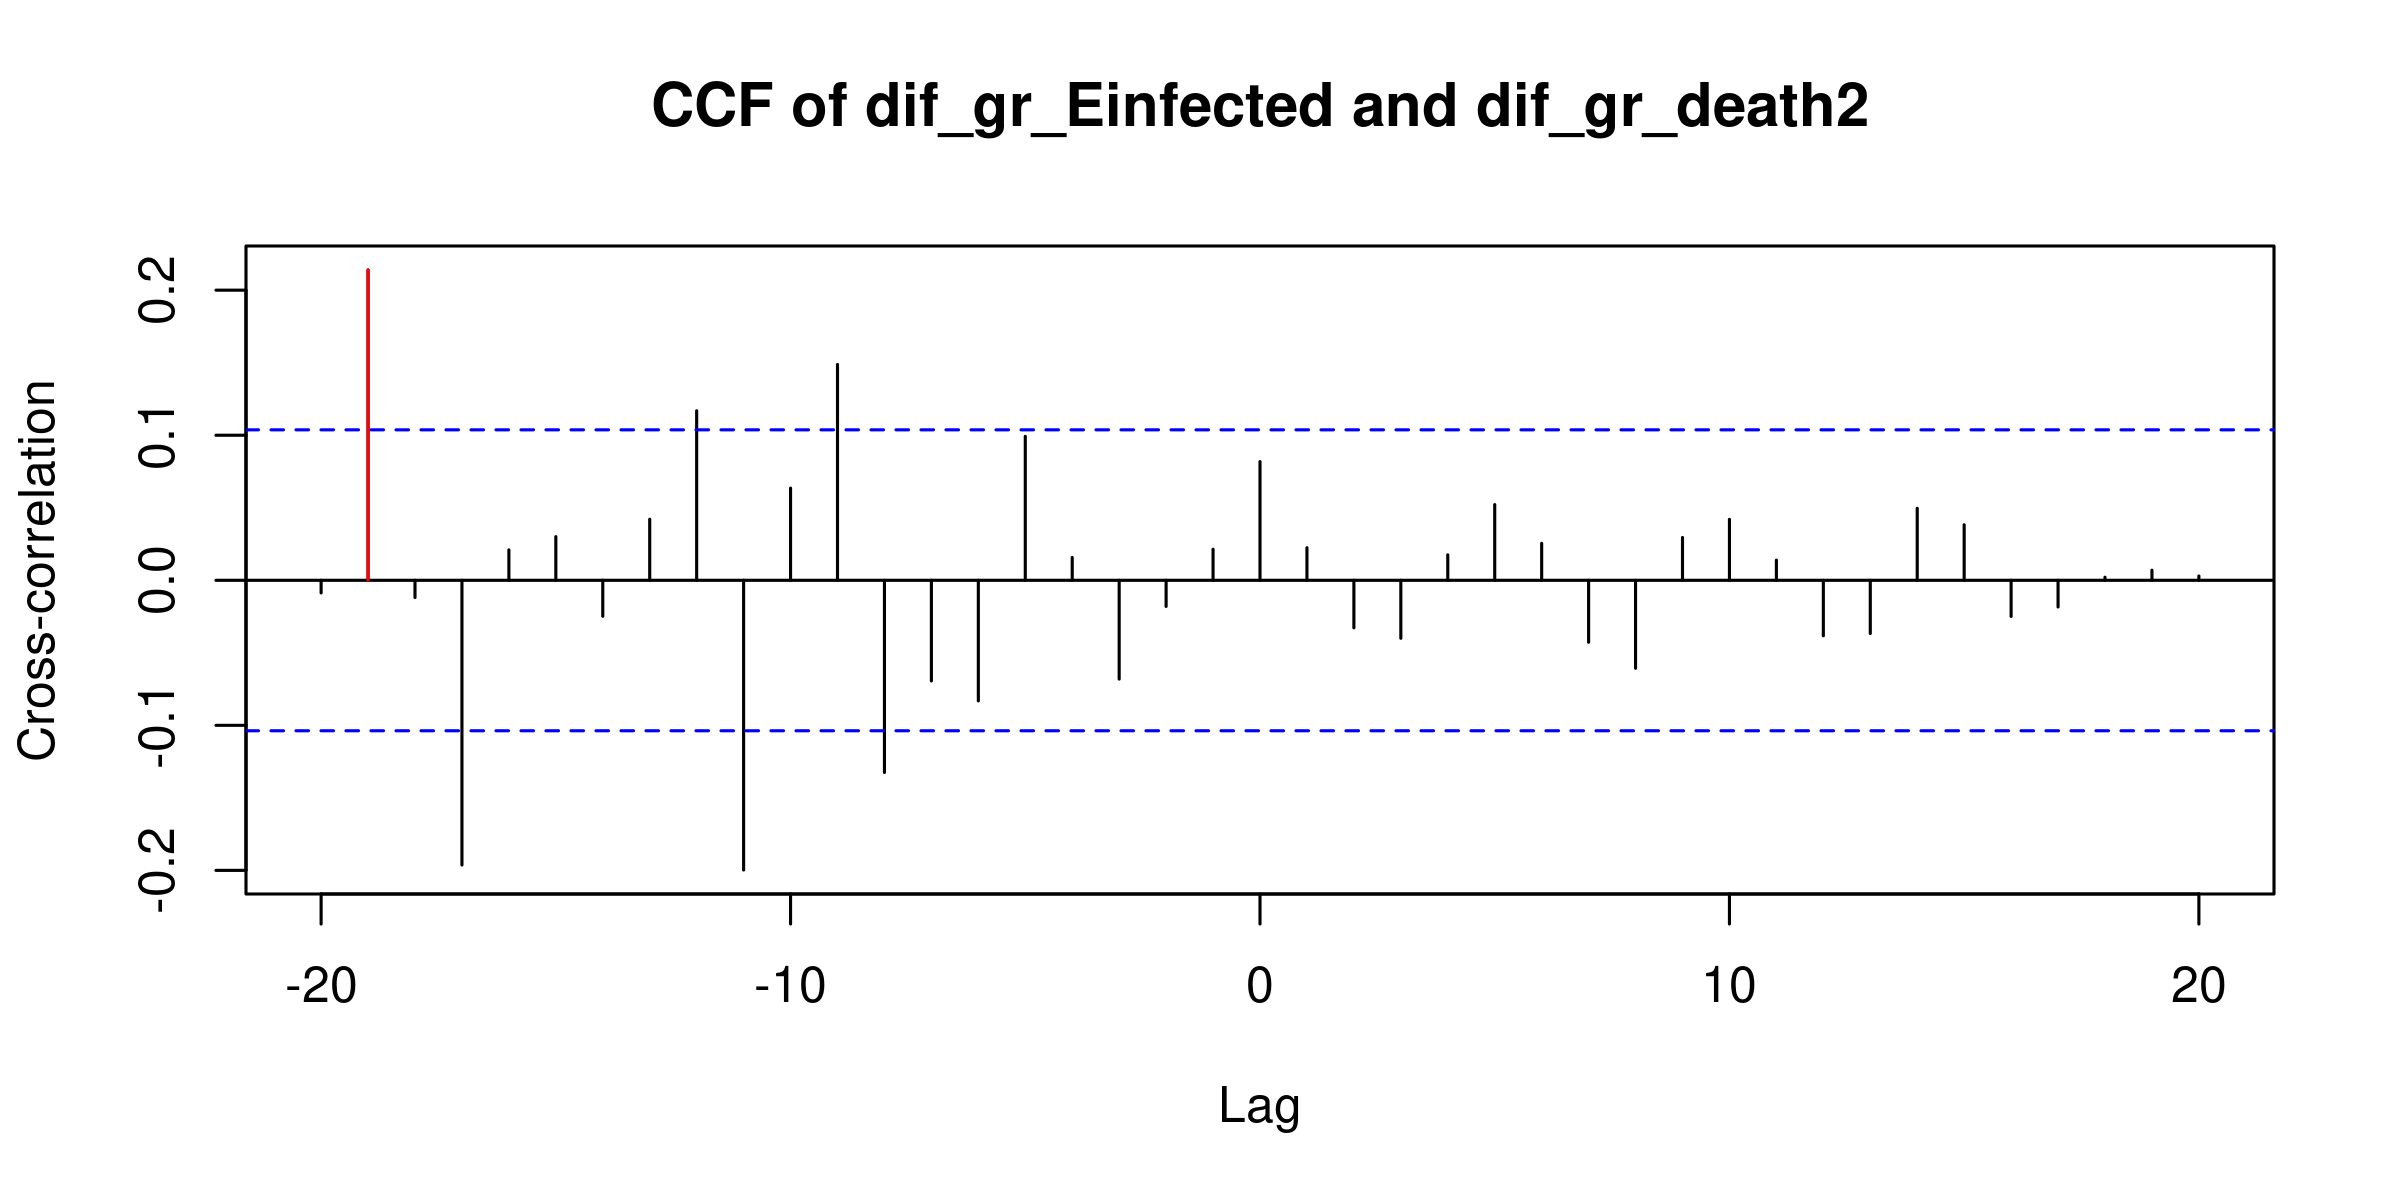 CCF of dif_gr_Einfected and dif_gr_death2
Cross-correlation
0.2
0.1
0.0
-0.1
-0.2
-20 -10 0 10 20
Lag